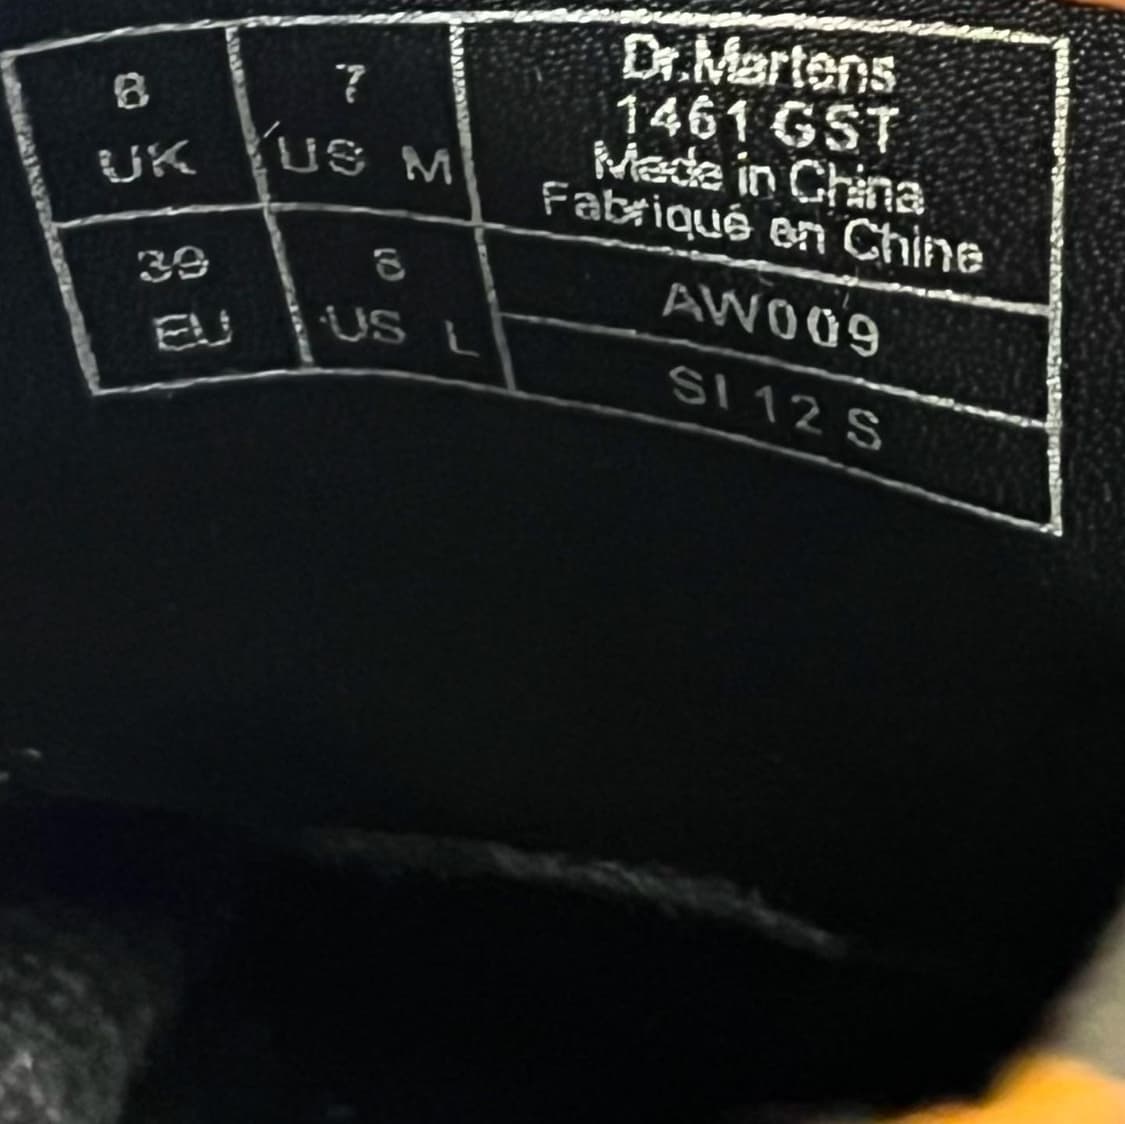 6
UK
7
US M
39
EU
8
US L
Dr.Martens
1461 GST
Made in China
Fabriqué en Chine
AW009
SI 12 S